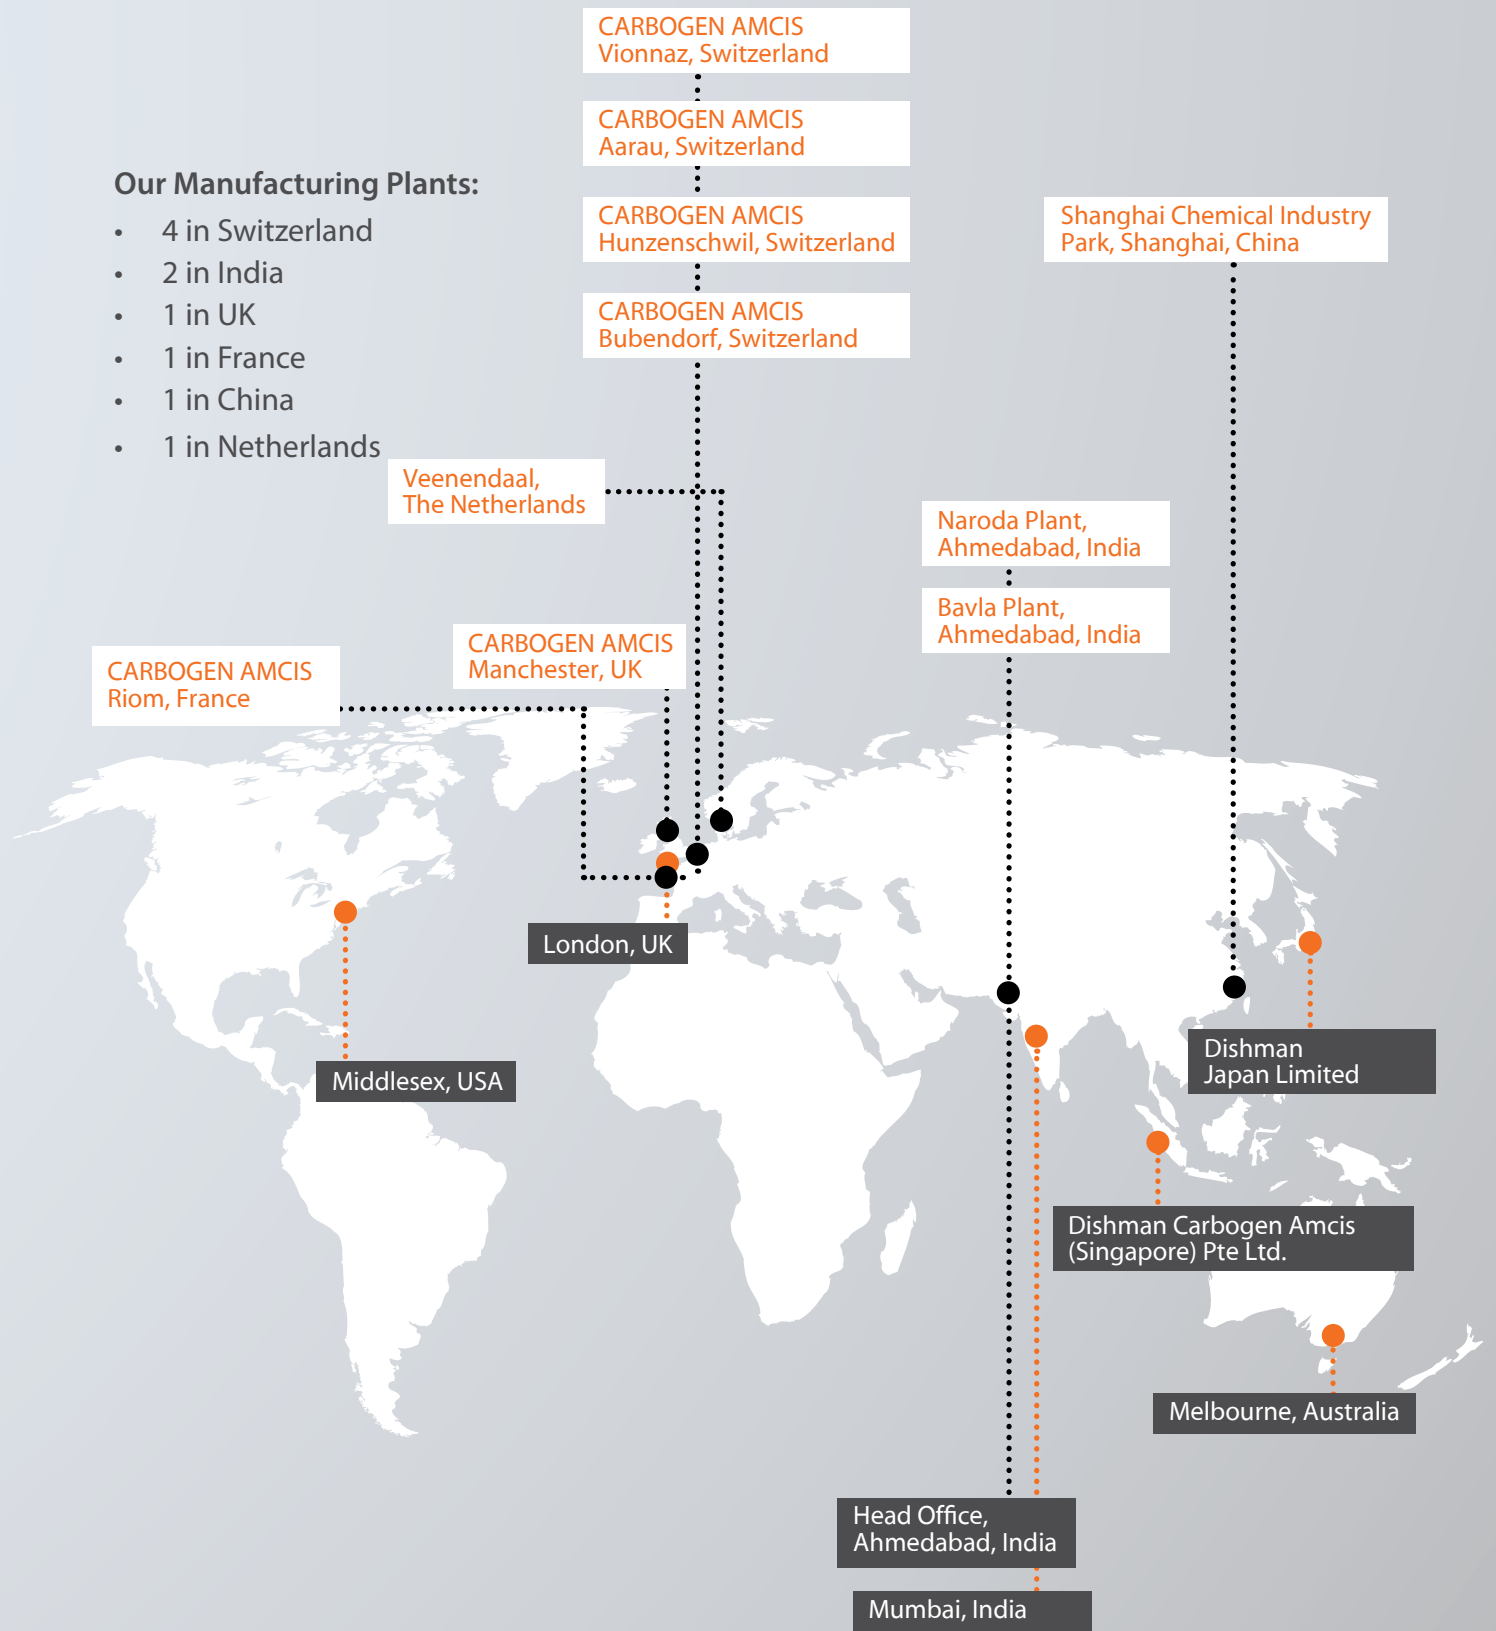 CARBOGEN AMCIS
Vionnaz, Switzerland
CARBOGEN AMCIS
Aarau, Switzerland
Our Manufacturing Plants:
• 4 in Switzerland
• 2 in India
• 1 in UK
• 1 in France
• 1 in China
• 1 in Netherlands
CARBOGEN AMCIS
Hunzenschwil, Switzerland
Shanghai Chemical Industry
Park, Shanghai, China
CARBOGEN AMCIS
Bubendorf, Switzerland
Veenendaal,
The Netherlands
Naroda Plant,
Ahmedabad, India
Bavla Plant,
Ahmedabad, India
CARBOGEN AMCIS
Manchester, UK
CARBOGEN AMCIS
Riom, France
London, UK
Middlesex, USA
Dishman
Japan Limited
Dishman Carbogen Amcis
(Singapore) Pte Ltd.
Melbourne, Australia
Head Office,
Ahmedabad, India
Mumbai, India